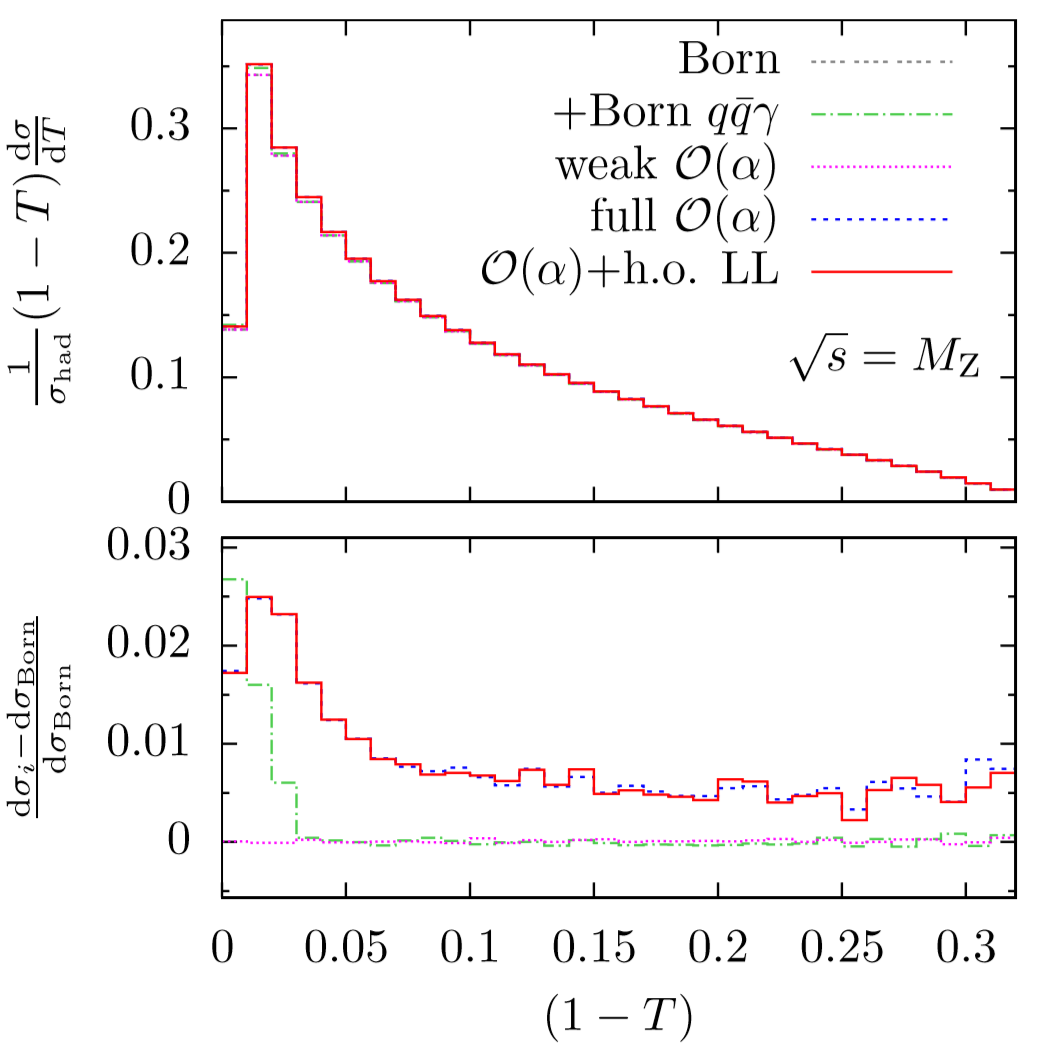 1/σ_had (1 − T) dσ/dT
0.3
0.2
0.1
0
Born
+Born qq̄γ
weak 𝒪(α)
full 𝒪(α)
𝒪(α)+h.o. LL
√s = M_Z
dσ_i−dσ_Born/dσ_Born
0.03
0.02
0.01
0
0 0.05 0.1 0.15 0.2 0.25 0.3
(1 − T)